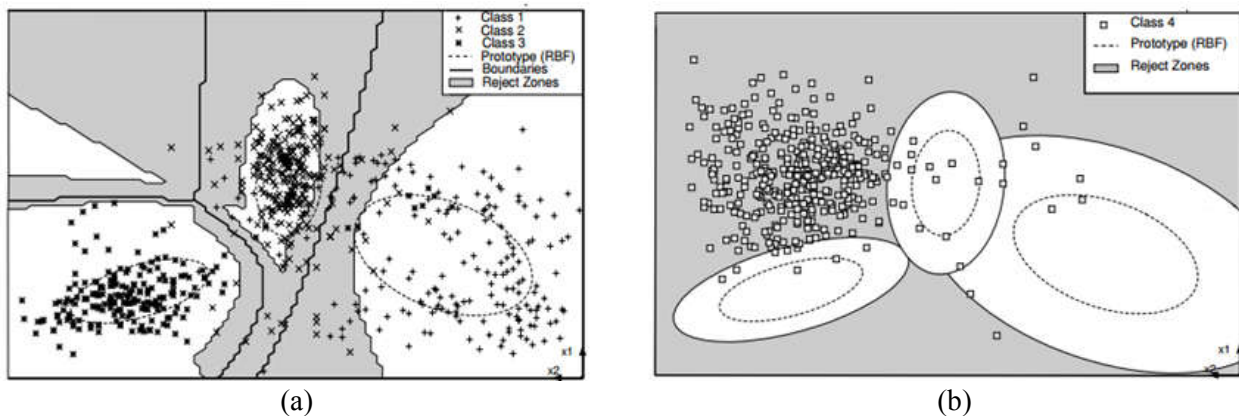 Class 1
Class 2
Class 3
Prototype (RBF)
Boundaries
Reject Zones
x1
x2
(a)
Class 4
Prototype (RBF)
Reject Zones
x1
x2
(b)